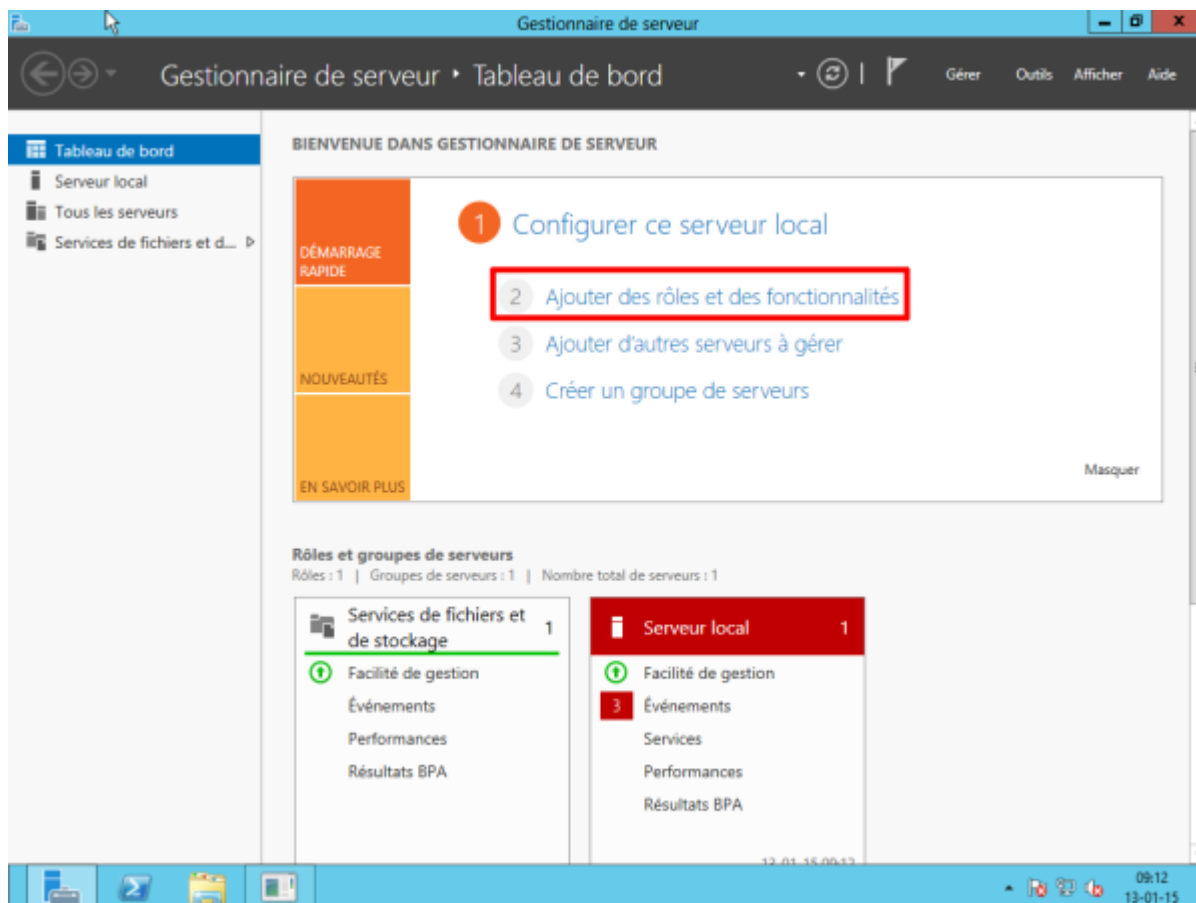 Gestionnaire de serveur
Gestionnaire de serveur • Tableau de bord
Gérer Outils Afficher Aide
Tableau de bord
Serveur local
Tous les serveurs
Services de fichiers et d...
BIENVENUE DANS GESTIONNAIRE DE SERVEUR
DÉMARRAGE
RAPIDE
NOUVEAUTÉS
EN SAVOIR PLUS
1 Configurer ce serveur local
2 Ajouter des rôles et des fonctionnalités
3 Ajouter d'autres serveurs à gérer
4 Créer un groupe de serveurs
Masquer
Rôles et groupes de serveurs
Rôles : 1 | Groupes de serveurs : 1 | Nombre total de serveurs : 1
Services de fichiers et
de stockage
1
Facilité de gestion
Événements
Performances
Résultats BPA
Serveur local 1
Facilité de gestion
3 Événements
Services
Performances
Résultats BPA
13-01-15 09:12
09:12
13-01-15